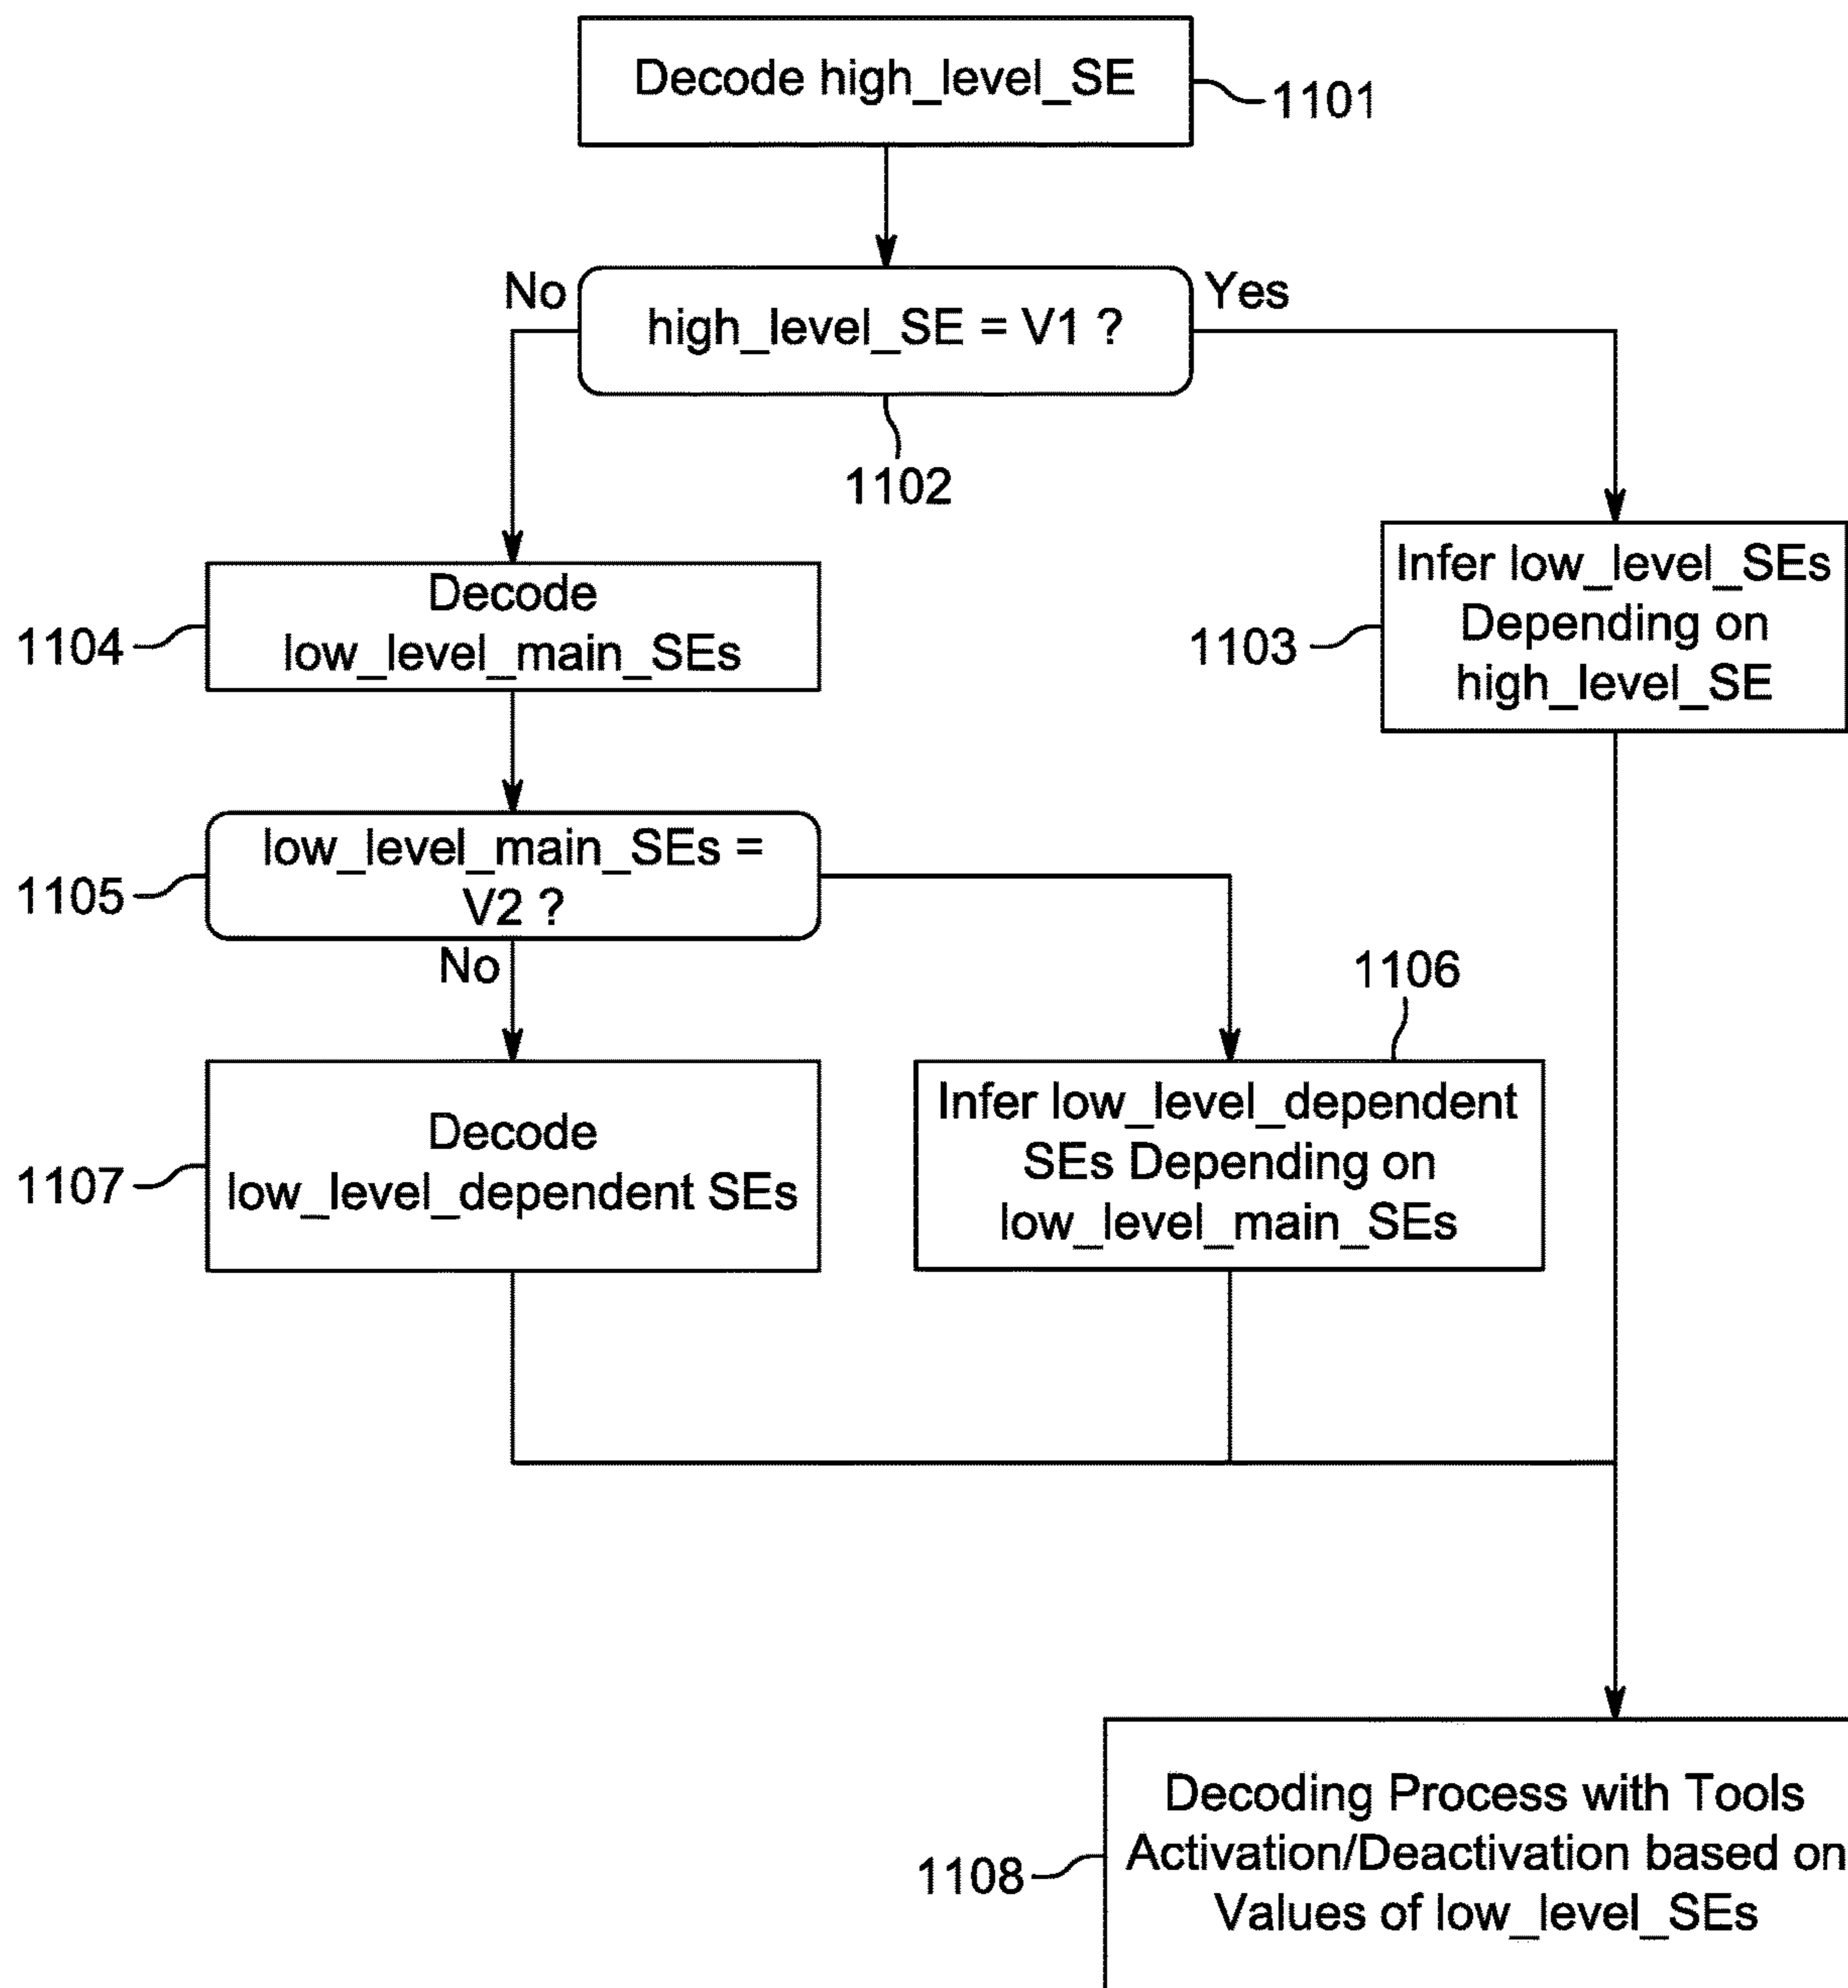 Decode high_level_SE
1101
No
Yes
high_level_SE = V1 ?
1102
Infer low_level_SEs
Depending on
high_level_SE
1103
Decode
low_level_main_SEs
1104
low_level_main_SEs =
V2 ?
1105
No
1106
Infer low_level_dependent
SEs Depending on
low_level_main_SEs
Decode
low_level_dependent SEs
1107
Decoding Process with Tools
Activation/Deactivation based on
Values of low_level_SEs
1108